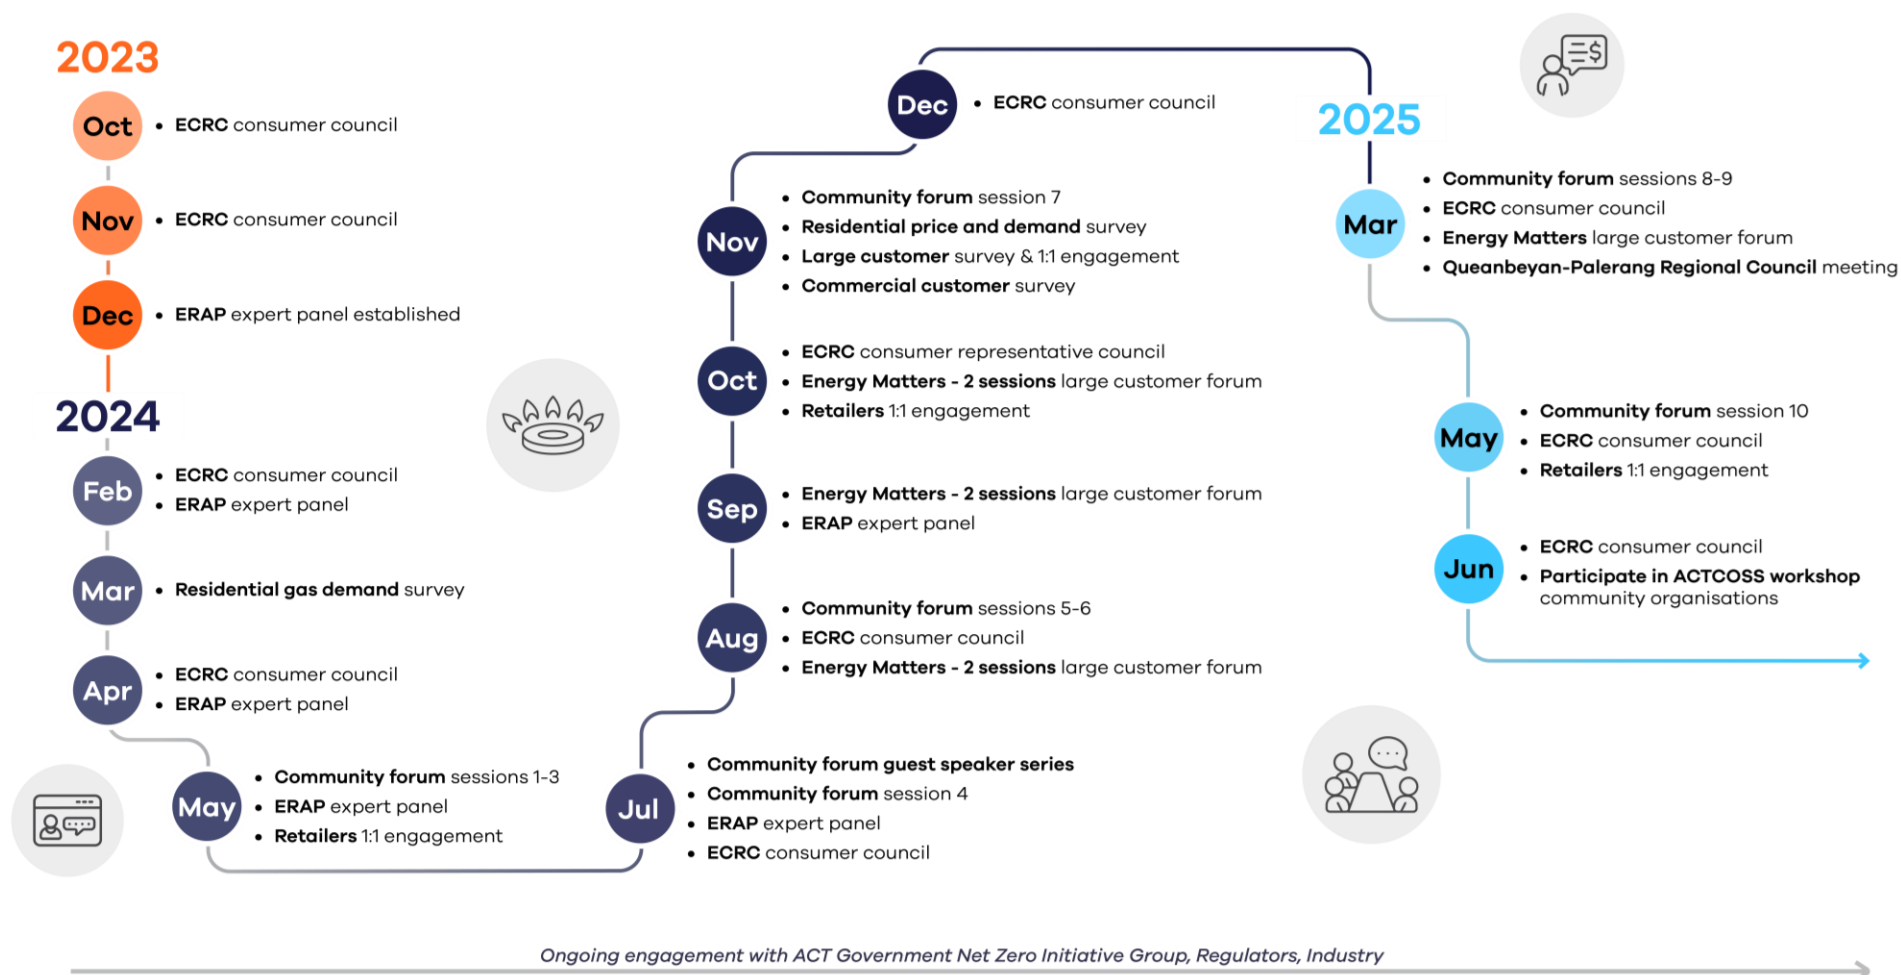 2023
Oct
• ECRC consumer council
Nov
• ECRC consumer council
Dec
• ERAP expert panel established
2024
Feb
• ECRC consumer council
• ERAP expert panel
Mar
• Residential gas demand survey
Apr
• ECRC consumer council
• ERAP expert panel
May
• Community forum sessions 1-3
• ERAP expert panel
• Retailers 1:1 engagement
Jul
• Community forum guest speaker series
• Community forum session 4
• ERAP expert panel
• ECRC consumer council
Aug
• Community forum sessions 5-6
• ECRC consumer council
• Energy Matters - 2 sessions large customer forum
Sep
• Energy Matters - 2 sessions large customer forum
• ERAP expert panel
Oct
• ECRC consumer representative council
• Energy Matters - 2 sessions large customer forum
• Retailers 1:1 engagement
Nov
• Community forum session 7
• Residential price and demand survey
• Large customer survey & 1:1 engagement
• Commercial customer survey
Dec
• ECRC consumer council
2025
Mar
• Community forum sessions 8-9
• ECRC consumer council
• Energy Matters large customer forum
• Queanbeyan-Palerang Regional Council meeting
May
• Community forum session 10
• ECRC consumer council
• Retailers 1:1 engagement
Jun
• ECRC consumer council
• Participate in ACTCOSS workshop
community organisations
$
Ongoing engagement with ACT Government Net Zero Initiative Group, Regulators, Industry